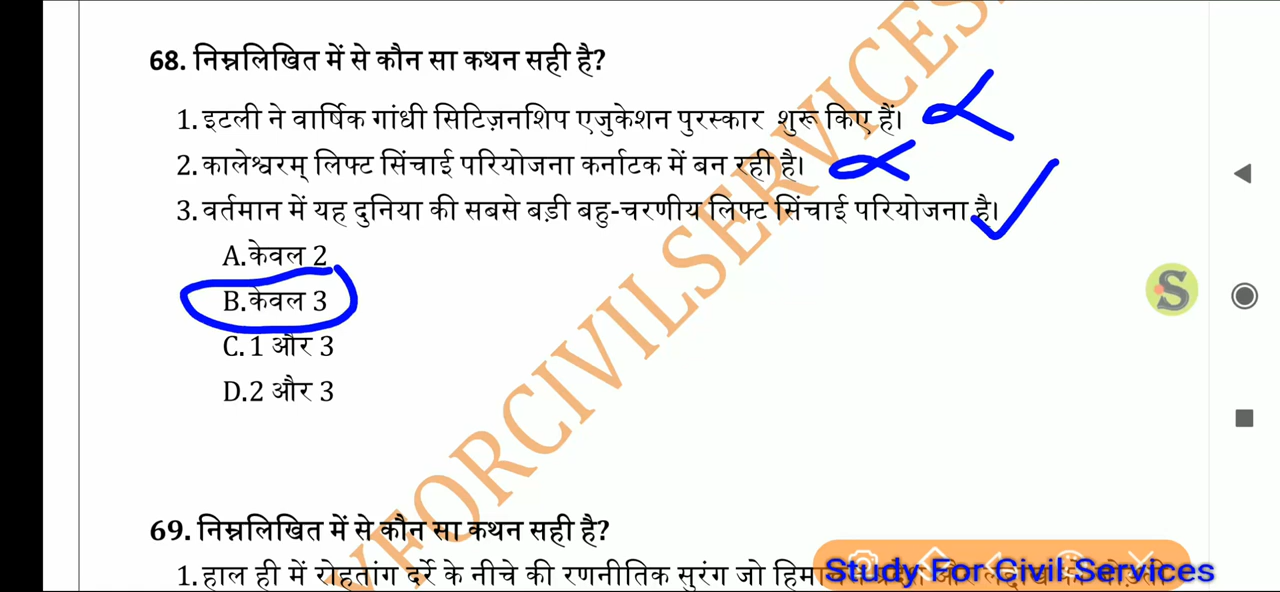 68. निम्नलिखित में से कौन सा कथन सही है?
1. इटली ने वार्षिक गांधी सिटिज़नशिप एजुकेशन पुरस्कार शुरू किए हैं।
2. कालेश्वरम् लिफ्ट सिंचाई परियोजना कर्नाटक में बन रही है।
3. वर्तमान में यह दुनिया की सबसे बड़ी बहु-चरणीय लिफ्ट सिंचाई परियोजना है।
A. केवल 2
B. केवल 3
C. 1 और 3
D. 2 और 3
S
YFORCIVILSERVICES
69. निम्नलिखित में से कौन सा कथन सही है?
1. हाल ही में रोहतांग दर्रे के नीचे की रणनीतिक सुरंग जो
Study For Civil Services